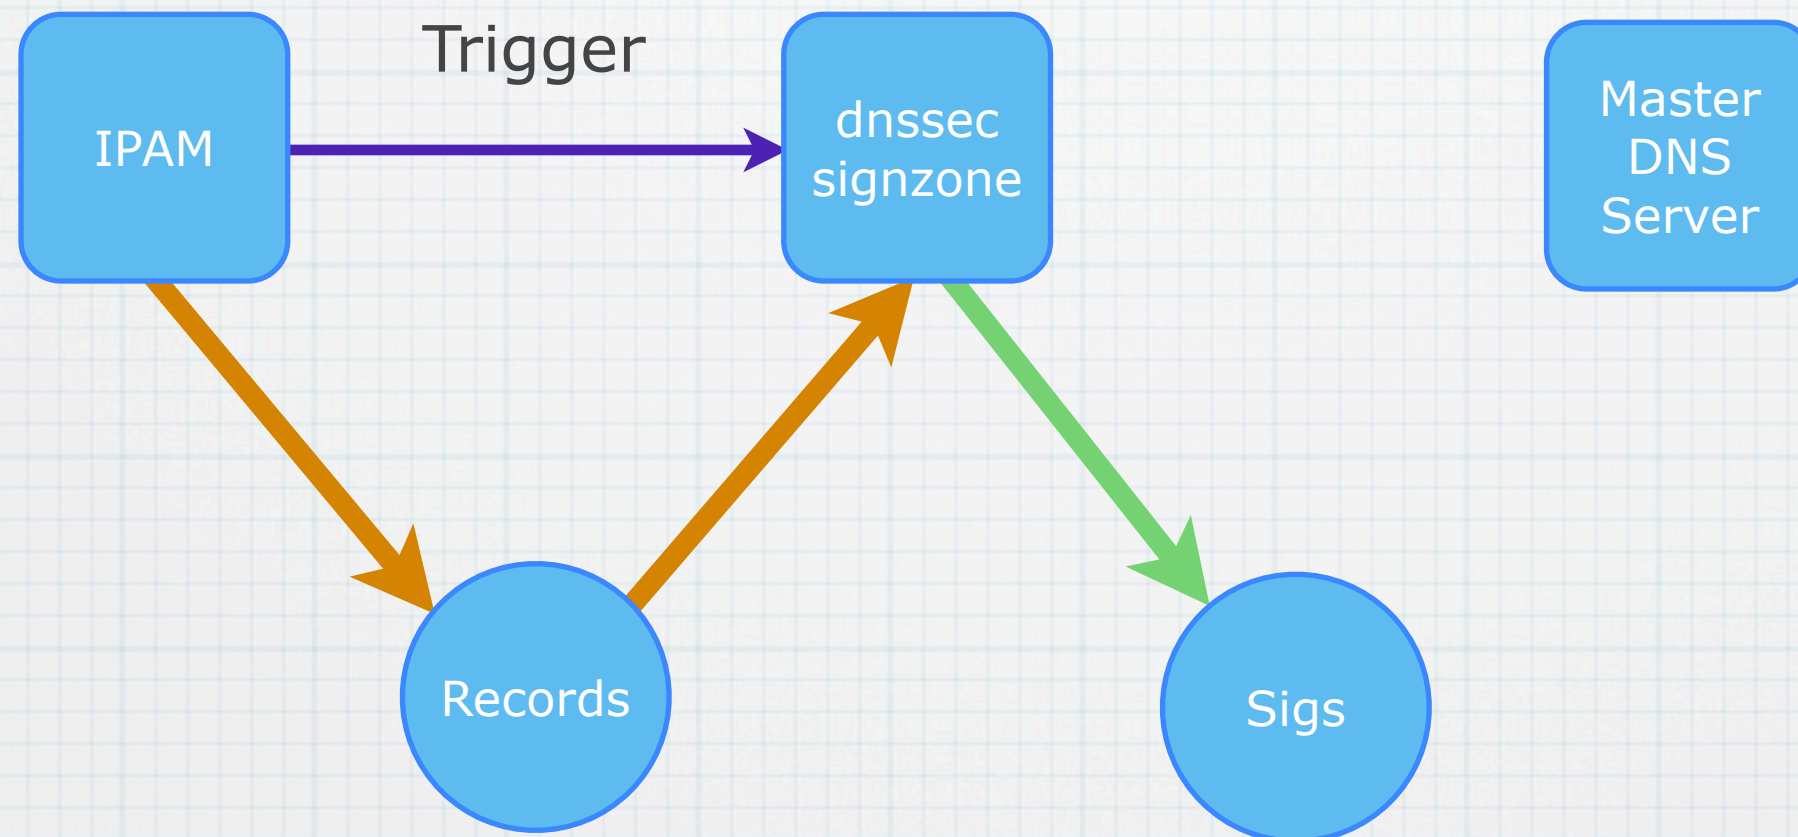 Trigger
IPAM
dnssec
signzone
Master
DNS
Server
Records
Sigs